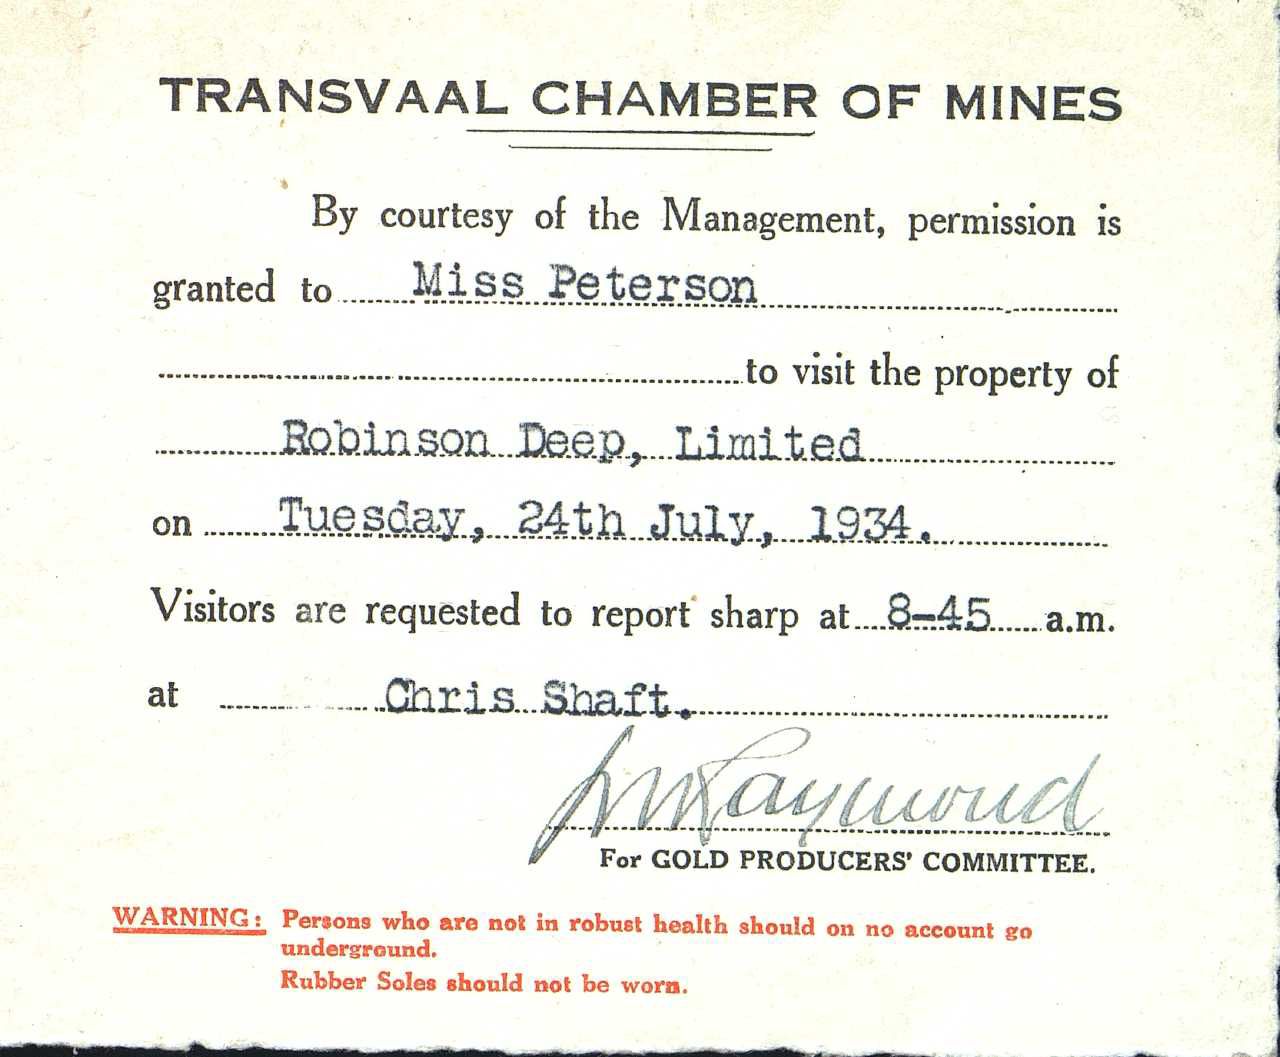 TRANSVAAL CHAMBER OF MINES
By courtesy of the Management, permission is
granted to Miss Peterson
to visit the property of
Robinson Deep, Limited
on Tuesday, 24th July, 1934.
Visitors are requested to report sharp at 8-45 a.m.
at Chris Shaft.
Raymond
For GOLD PRODUCERS' COMMITTEE.
WARNING: Persons who are not in robust health should on no account go
underground.
Rubber Soles should not be worn.